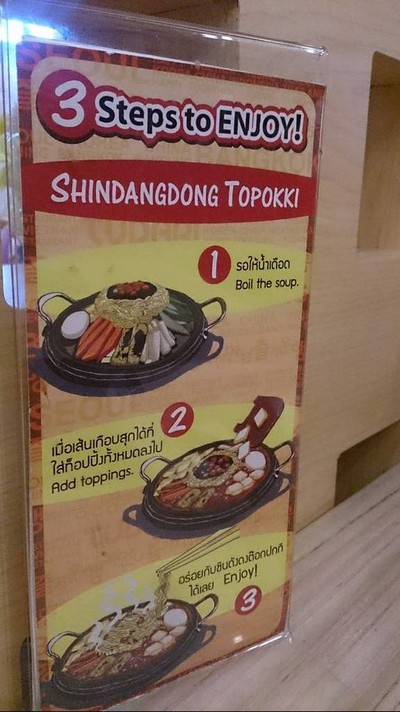 3 Steps to ENJOY!
SHINDANGDONG TOPOKKI
1 รอให้น้ำเดือด
Boil the soup.
2
เมื่อเส้นเกือบสุกได้ที่
ใส่ท็อปปิ้งทั้งหมดลงไป
Add toppings.
อร่อยกับชินดังดงต๊อกปกกิ
ได้เลย Enjoy!
3